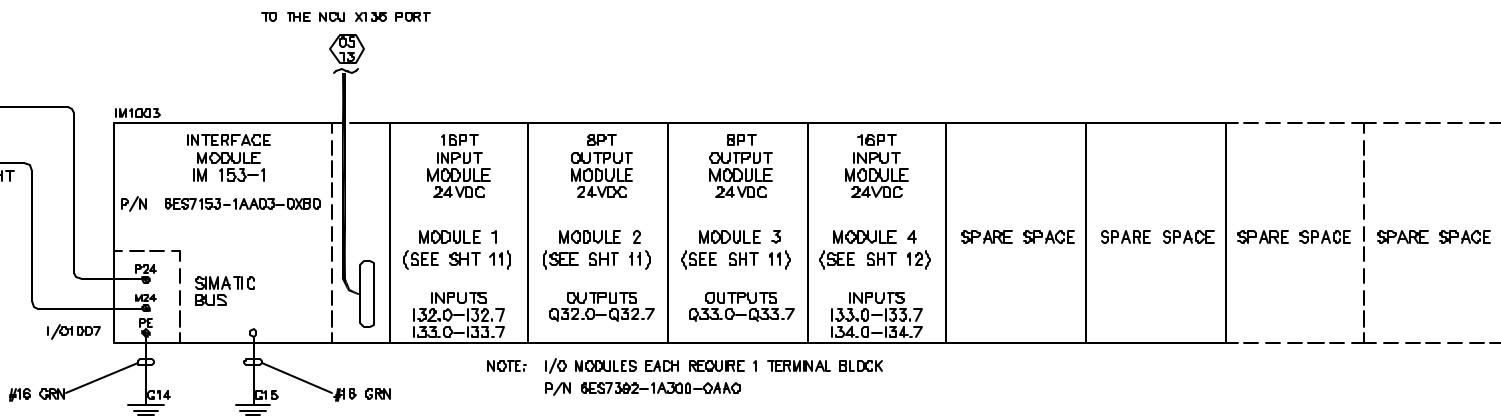 TO THE NCU X136 PORT
05
13
IM1003
INTERFACE
MODULE
IM 153-1
P/N 6ES7153-1AA03-0XB0
HT
P24
M24
PE
SIMATIC
BUS
I/O1007
16PT
INPUT
MODULE
24VDC
MODULE 1
(SEE SHT 11)
INPUTS
I32.0-I32.7
I33.0-I33.7
8PT
OUTPUT
MODULE
24VDC
MODULE 2
(SEE SHT 11)
OUTPUTS
Q32.0-Q32.7
8PT
OUTPUT
MODULE
24VDC
MODULE 3
(SEE SHT 11)
OUTPUTS
Q33.0-Q33.7
16PT
INPUT
MODULE
24VDC
MODULE 4
(SEE SHT 12)
INPUTS
I33.0-I33.7
I34.0-I34.7
SPARE SPACE
SPARE SPACE
SPARE SPACE
SPARE SPACE
#16 GRN
G14
G15
#16 GRN
NOTE: I/O MODULES EACH REQUIRE 1 TERMINAL BLOCK
P/N 6ES7392-1AJ00-0AA0